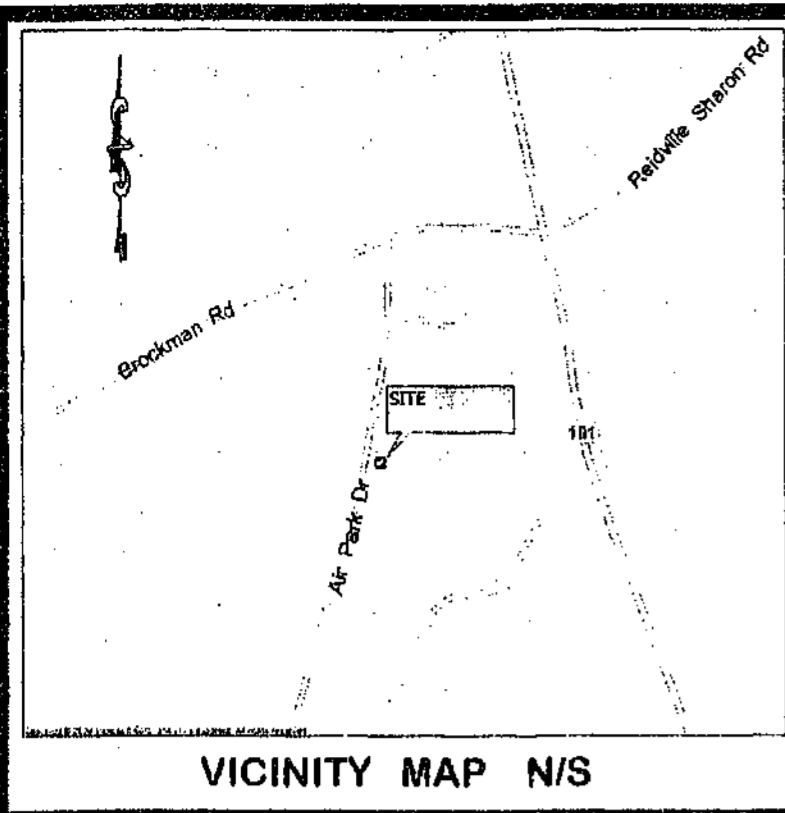 Reidville Sharon Rd
Brockman Rd
SITE
101
Air Park Dr
VICINITY MAP N/S